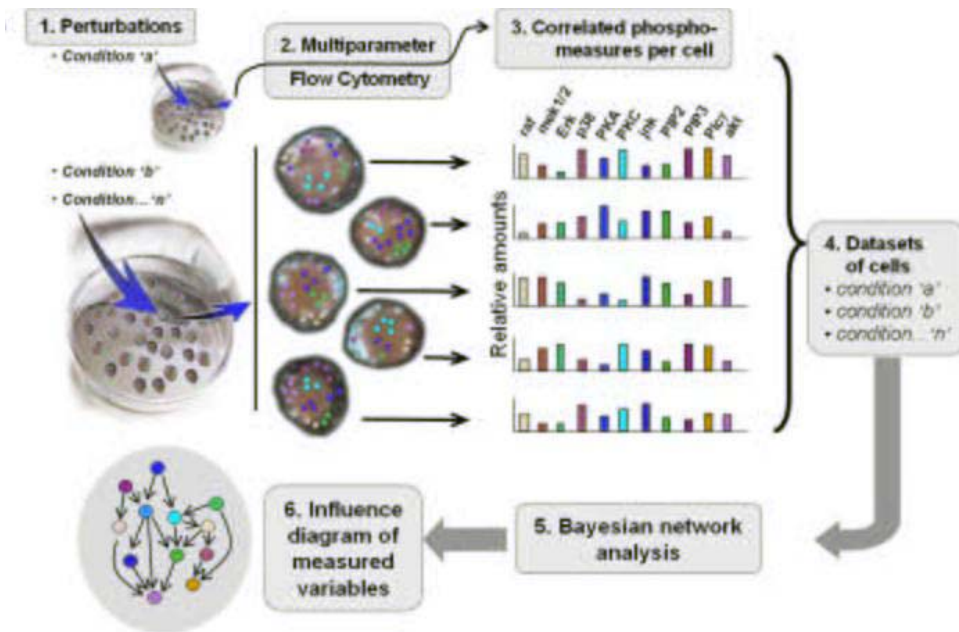 1. Perturbations
• Condition 'a'
• Condition 'b'
• Condition... 'n'
2. Multiparameter
Flow Cytometry
3. Correlated phospho-
measures per cell
raf
mek1/2
Erk
p38
PKA
PKC
jnk
PIP2
PIP3
Plcγ
akt
Relative amounts
4. Datasets
of cells
• condition 'a'
• condition 'b'
• condition... 'n'
5. Bayesian network
analysis
6. Influence
diagram of
measured
variables